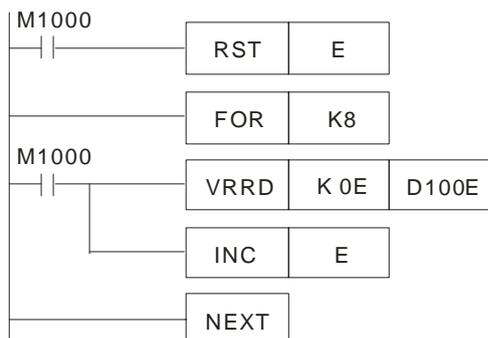 M1000
RST E
FOR K8
M1000
VRRD K 0E D100E
INC E
NEXT